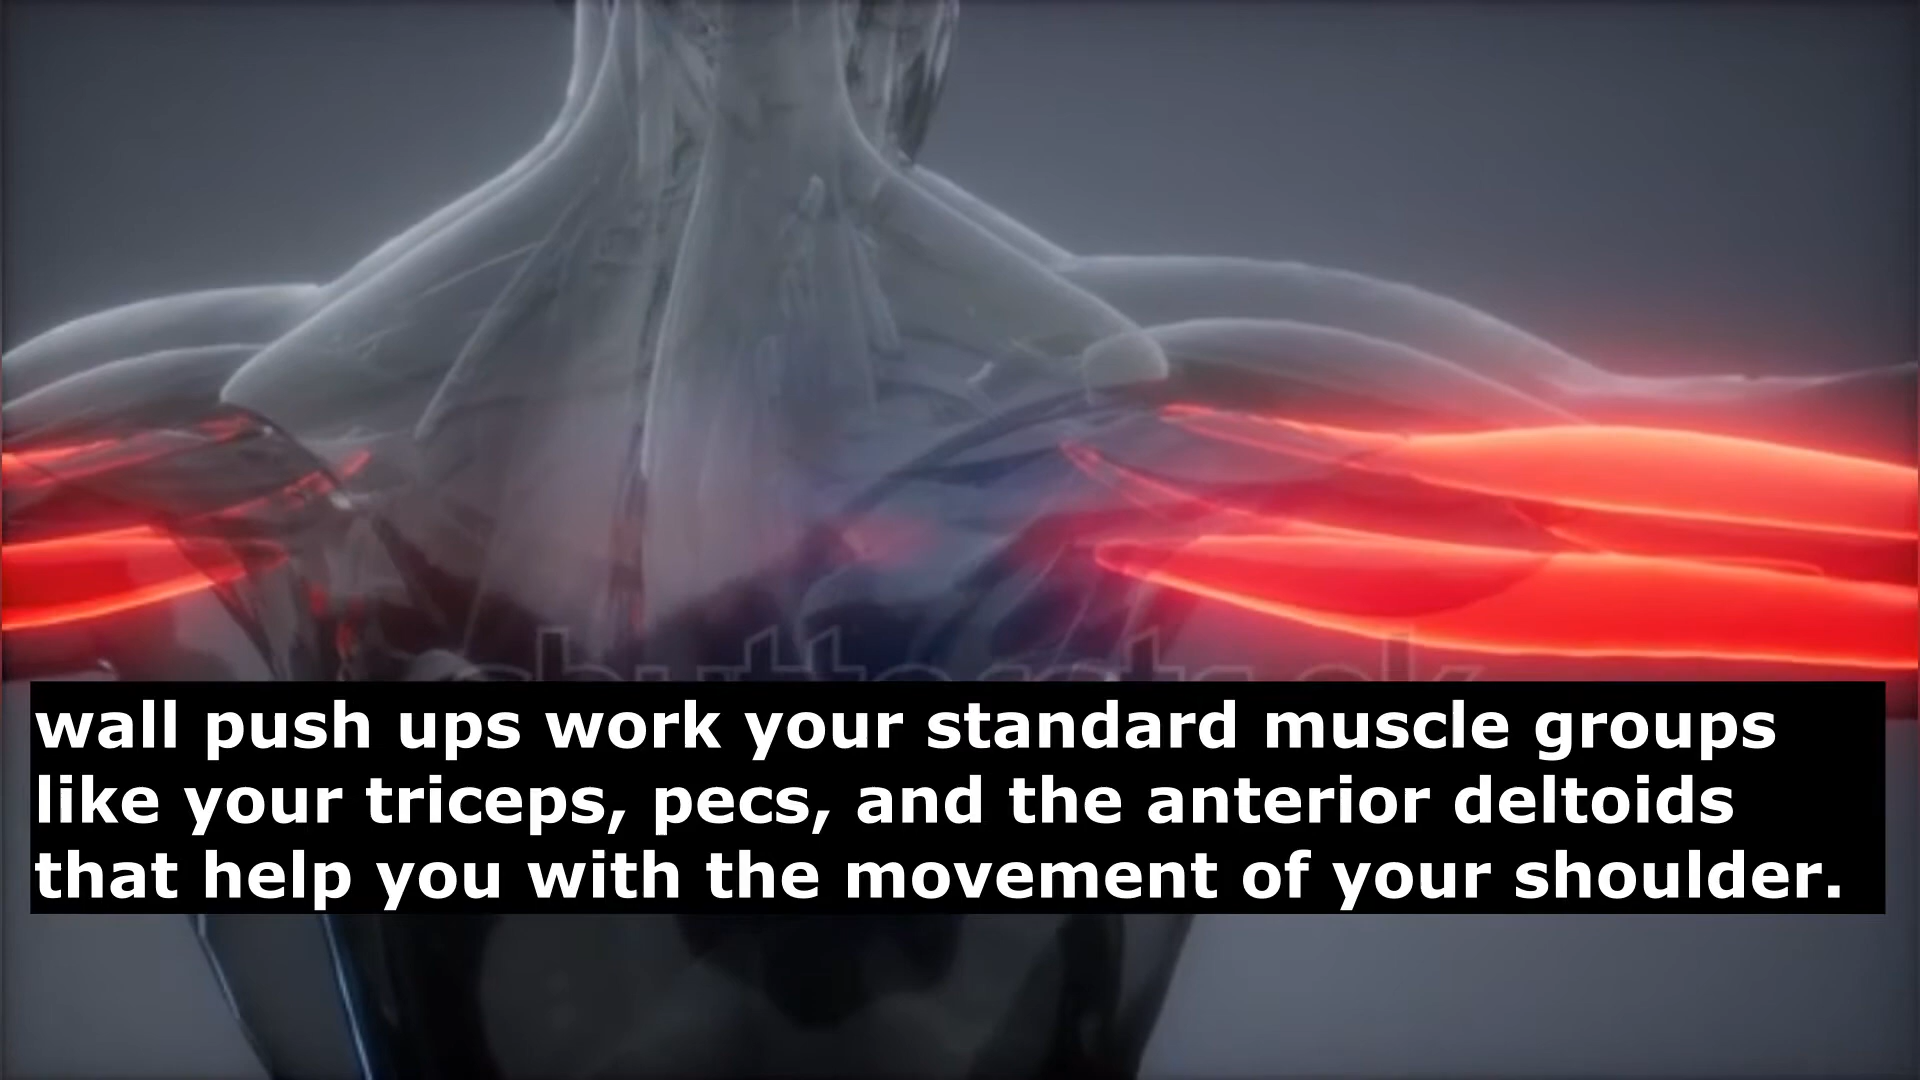 shutterstock
wall push ups work your standard muscle groups
like your triceps, pecs, and the anterior deltoids
that help you with the movement of your shoulder.